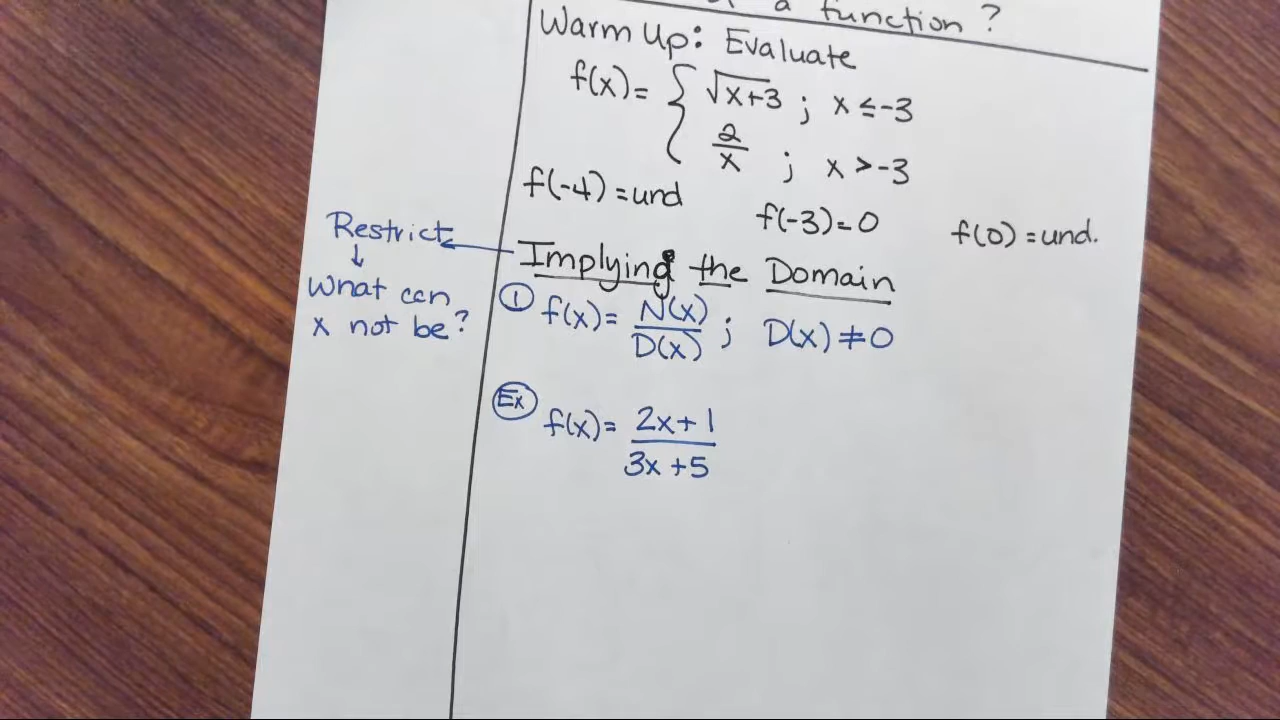 a function ?
Warm Up: Evaluate
f(x) = { √x+3 ; x ≤ -3
2/x ; x > -3
f(-4) = und f(-3) = 0 f(0) = und.
Restrict ← Implying the Domain
↓
What can
x not be?
① f(x) = N(x)/D(x) ; D(x) ≠ 0
Ex f(x) = 2x+1/3x+5